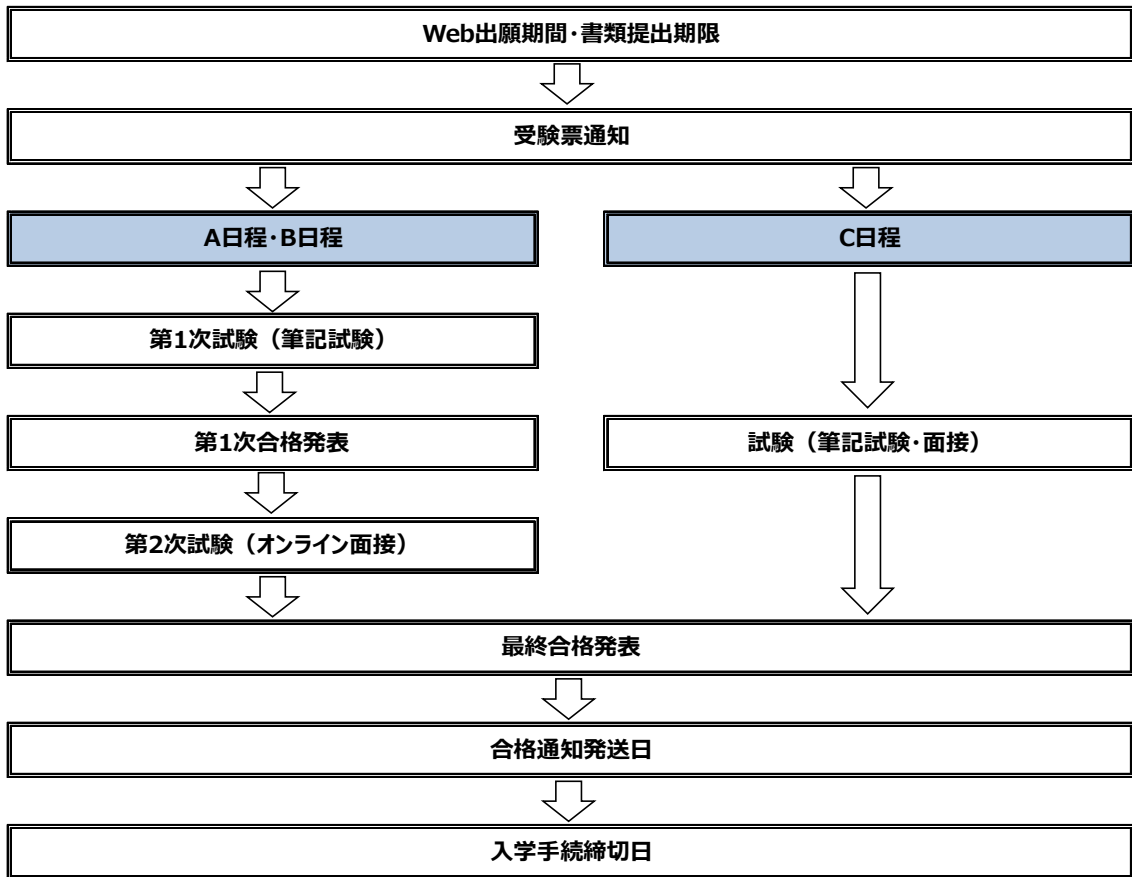 Web出願期間・書類提出期限
受験票通知
A日程・B日程
C日程
第1次試験（筆記試験）
第1次合格発表
試験（筆記試験・面接）
第2次試験（オンライン面接）
最終合格発表
合格通知発送日
入学手続締切日